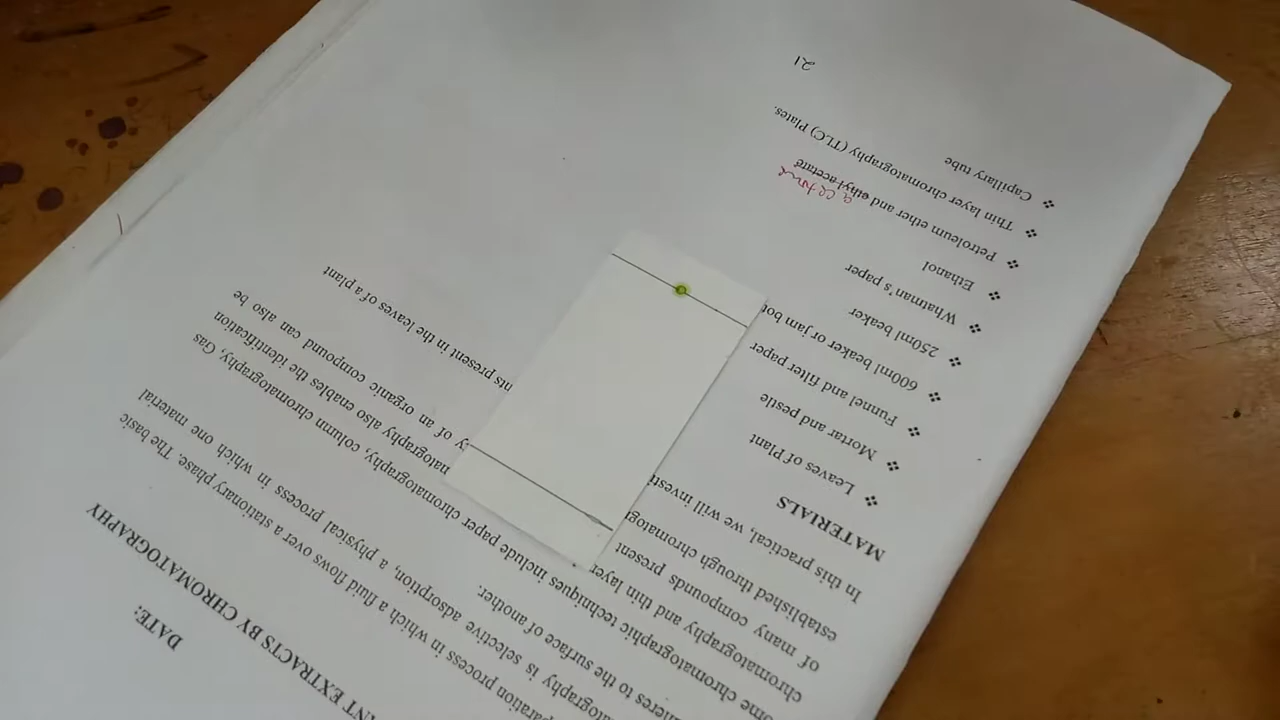 DATE:
NT EXTRACTS BY CHROMATOGRAPHY
paration process in which a fluid flows over a stationary phase. The basic
atography is selective adsorption, a physical process in which one material
adheres to the surface of another.
ome chromatographic techniques include paper chromatography, column chromatography, Gas
chromatography and thin layer
of many compounds present
y of an organic compound can also be
established through chromatog
matography also enables the identification
In this practical, we will investi
nts present in the leaves of a plant
MATERIALS
❖ Leaves of Plant
❖ Mortar and pestle
❖ Funnel and filter paper
❖ 600ml beaker or jam bot
❖ 250ml beaker
❖ Whatman's paper
❖ Ethanol
❖ Petroleum ether and ethyl acetate
acetone
❖ Thin layer chromatography (TLC) Plates.
❖ Capillary tube
21